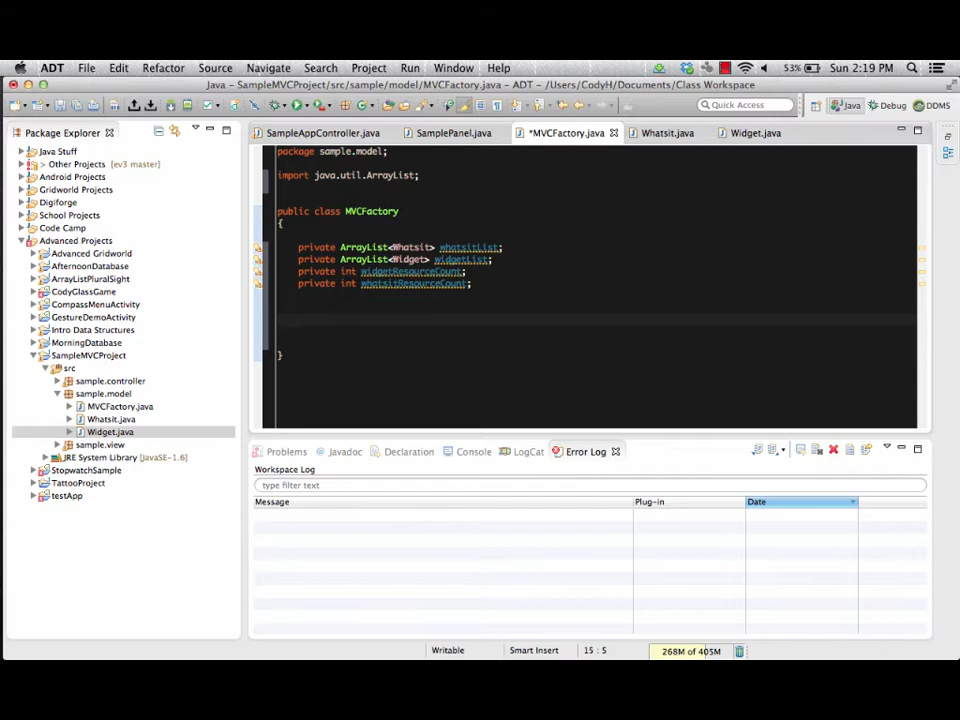 ADT File Edit Refactor Source Navigate Search Project Run Window Help 53% Sun 2:19 PM
Java - SampleMVCProject/src/sample/model/MVCFactory.java - ADT - /Users/CodyH/Documents/Class Workspace
Quick Access Java Debug DDMS
Package Explorer
SampleAppController.java SamplePanel.java *MVCFactory.java Whatsit.java Widget.java
Java Stuff
> Other Projects [ev3 master]
Android Projects
Gridworld Projects
Digiforge
School Projects
Code Camp
Advanced Projects
Advanced Gridworld
AfternoonDatabase
ArrayListPluralSight
CodyGlassGame
CompassMenuActivity
GestureDemoActivity
Intro Data Structures
MorningDatabase
SampleMVCProject
src
sample.controller
sample.model
MVCFactory.java
Whatsit.java
Widget.java
sample.view
JRE System Library [JavaSE-1.6]
StopwatchSample
TattooProject
testApp
package sample.model;
import java.util.ArrayList;
public class MVCFactory
{
private ArrayList<Whatsit> whatsitList;
private ArrayList<Widget> widgetList;
private int widgetResourceCount;
private int whatsitResourceCount;
}
Problems Javadoc Declaration Console LogCat Error Log
Workspace Log
type filter text
Message Plug-in Date
Writable Smart Insert 15 : 5 268M of 405M